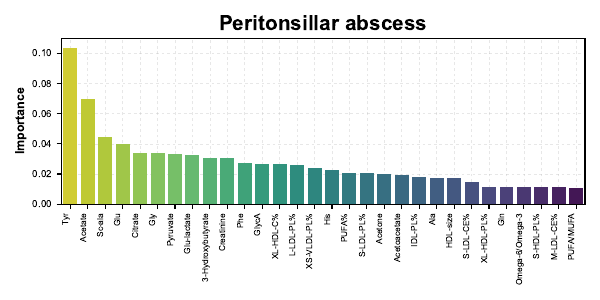 Peritonsillar abscess
Importance
0.10
0.08
0.06
0.04
0.02
0.00
Tyr
Acetate
Sc-ala
Glu
Citrate
Gly
Pyruvate
Glu-lactate
3-Hydroxybutyrate
Creatinine
Phe
GlycA
XL-HDL-C%
L-LDL-PL%
XS-VLDL-PL%
His
PUFA%
S-LDL-PL%
Acetone
Acetoacetate
IDL-PL%
Ala
HDL-size
S-LDL-CE%
XL-HDL-PL%
Gln
Omega-6/Omega-3
S-HDL-PL%
M-LDL-CE%
PUFA/MUFA